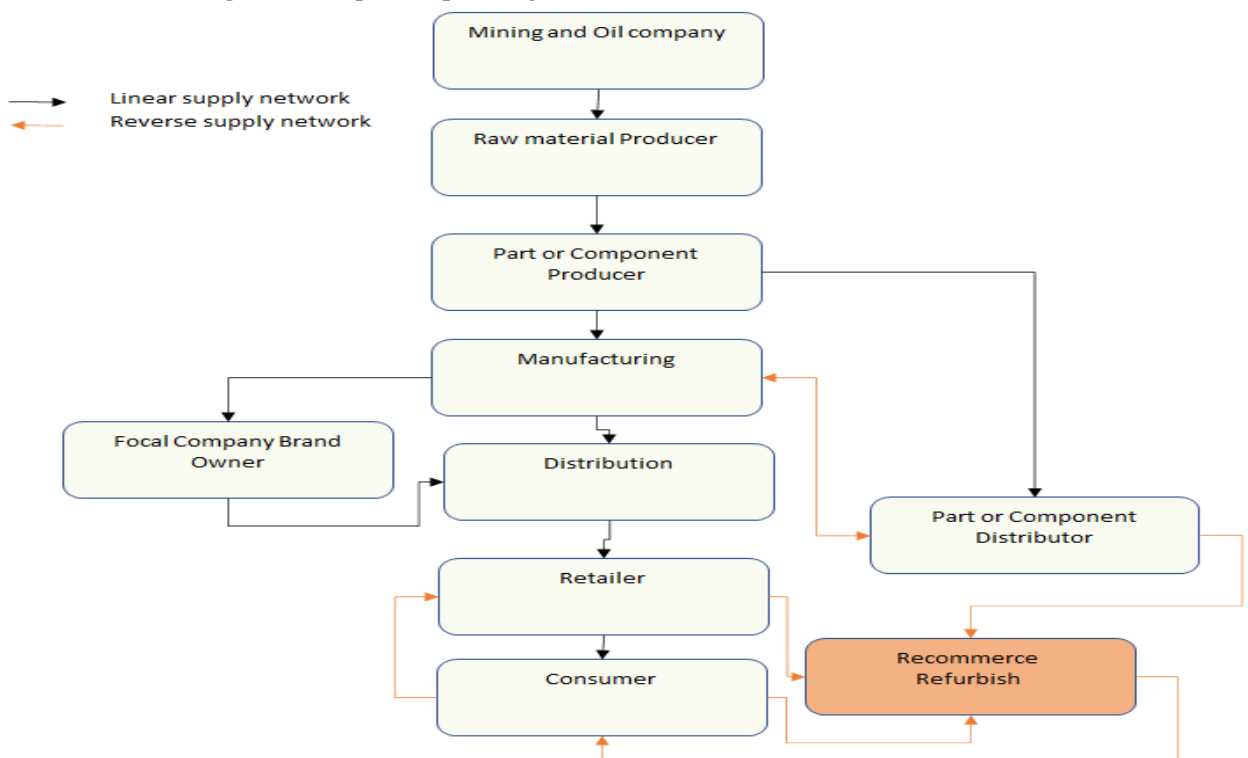 Mining and Oil company
Linear supply network
Reverse supply network
Raw material Producer
Part or Component
Producer
Manufacturing
Focal Company Brand
Owner
Distribution
Part or Component
Distributor
Retailer
Recommerce
Refurbish
Consumer